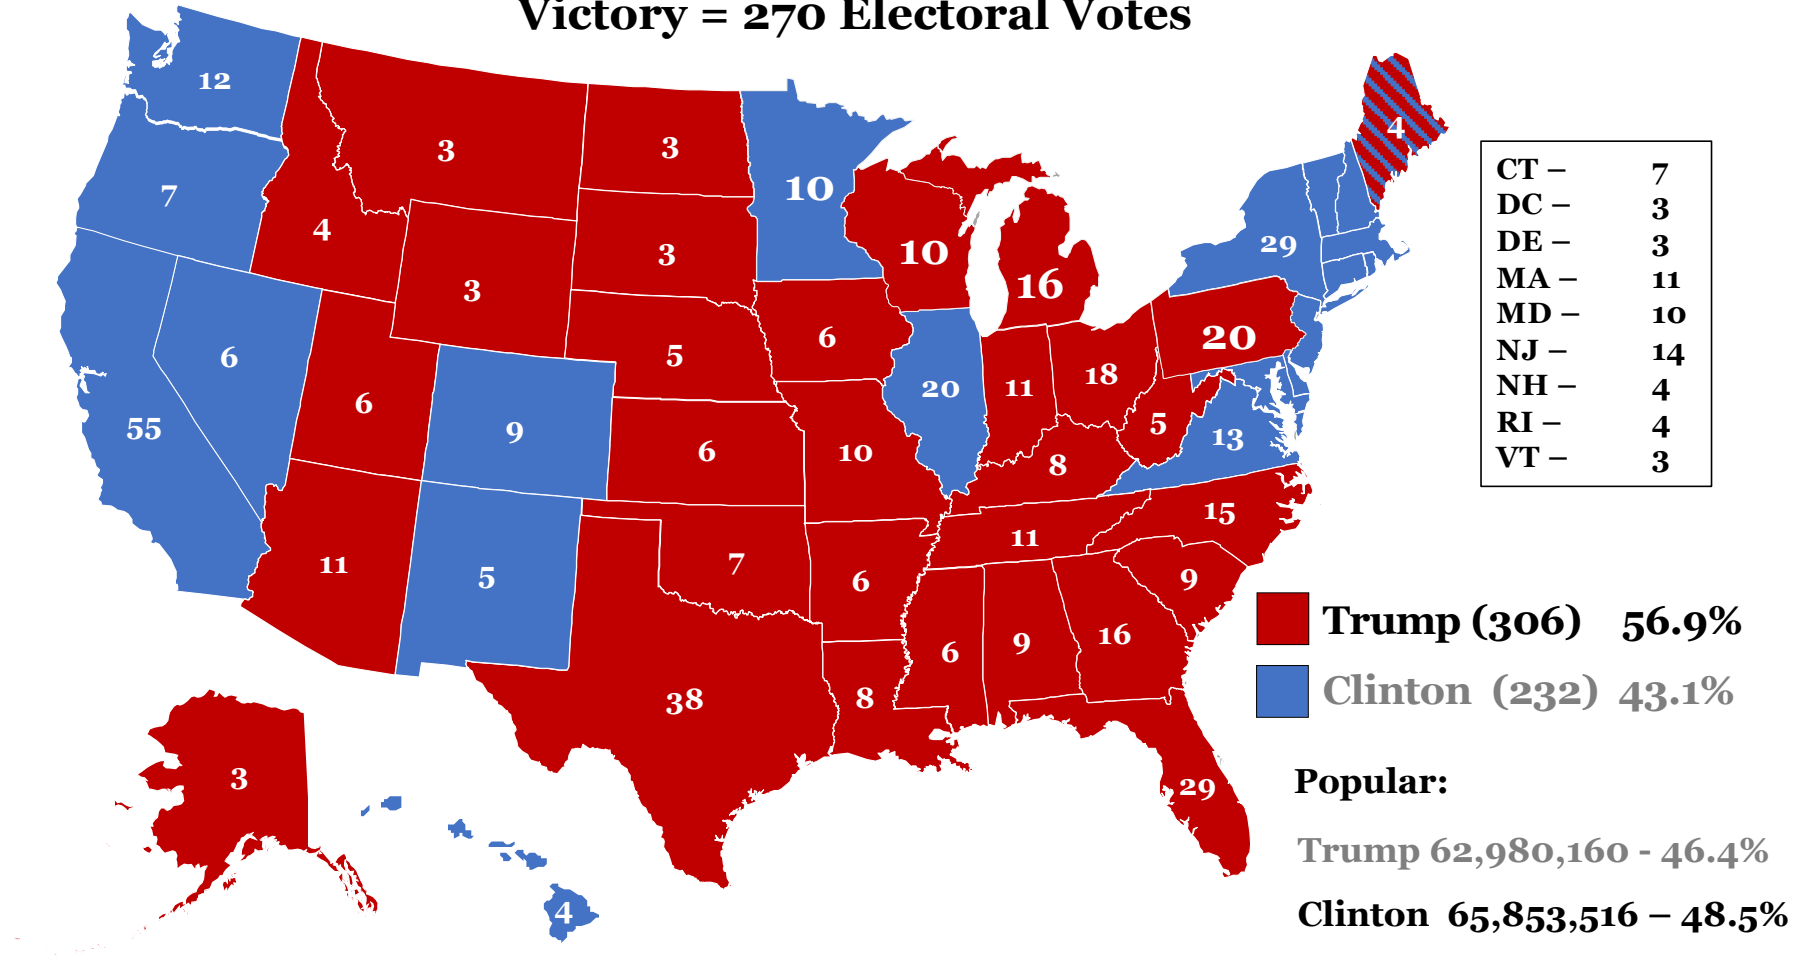 Victory = 270 Electoral Votes
12
3
3
10
4
7
4
3
10
16
29
3
6
20
6
5
11
18
20
55
6
9
6
10
20
5
13
8
11
5
7
6
11
15
9
38
8
6
9
16
29
3
4
CT – 7
DC – 3
DE – 3
MA – 11
MD – 10
NJ – 14
NH – 4
RI – 4
VT – 3
Trump (306) 56.9%
Clinton (232) 43.1%
Popular:
Trump 62,980,160 - 46.4%
Clinton 65,853,516 – 48.5%